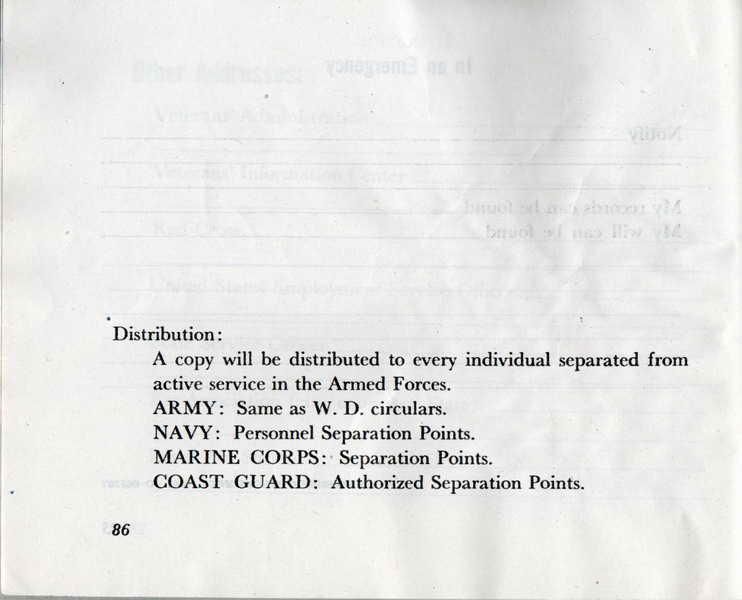 Distribution:
A copy will be distributed to every individual separated from
active service in the Armed Forces.
ARMY: Same as W. D. circulars.
NAVY: Personnel Separation Points.
MARINE CORPS: Separation Points.
COAST GUARD: Authorized Separation Points.
86